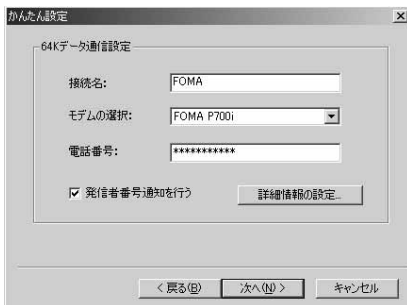 かんたん設定
64Kデータ通信設定
接続名: FOMA
モデムの選択: FOMA P700i
電話番号: ***********
発信者番号通知を行う 詳細情報の設定...
< 戻る(B) 次へ(N) > キャンセル